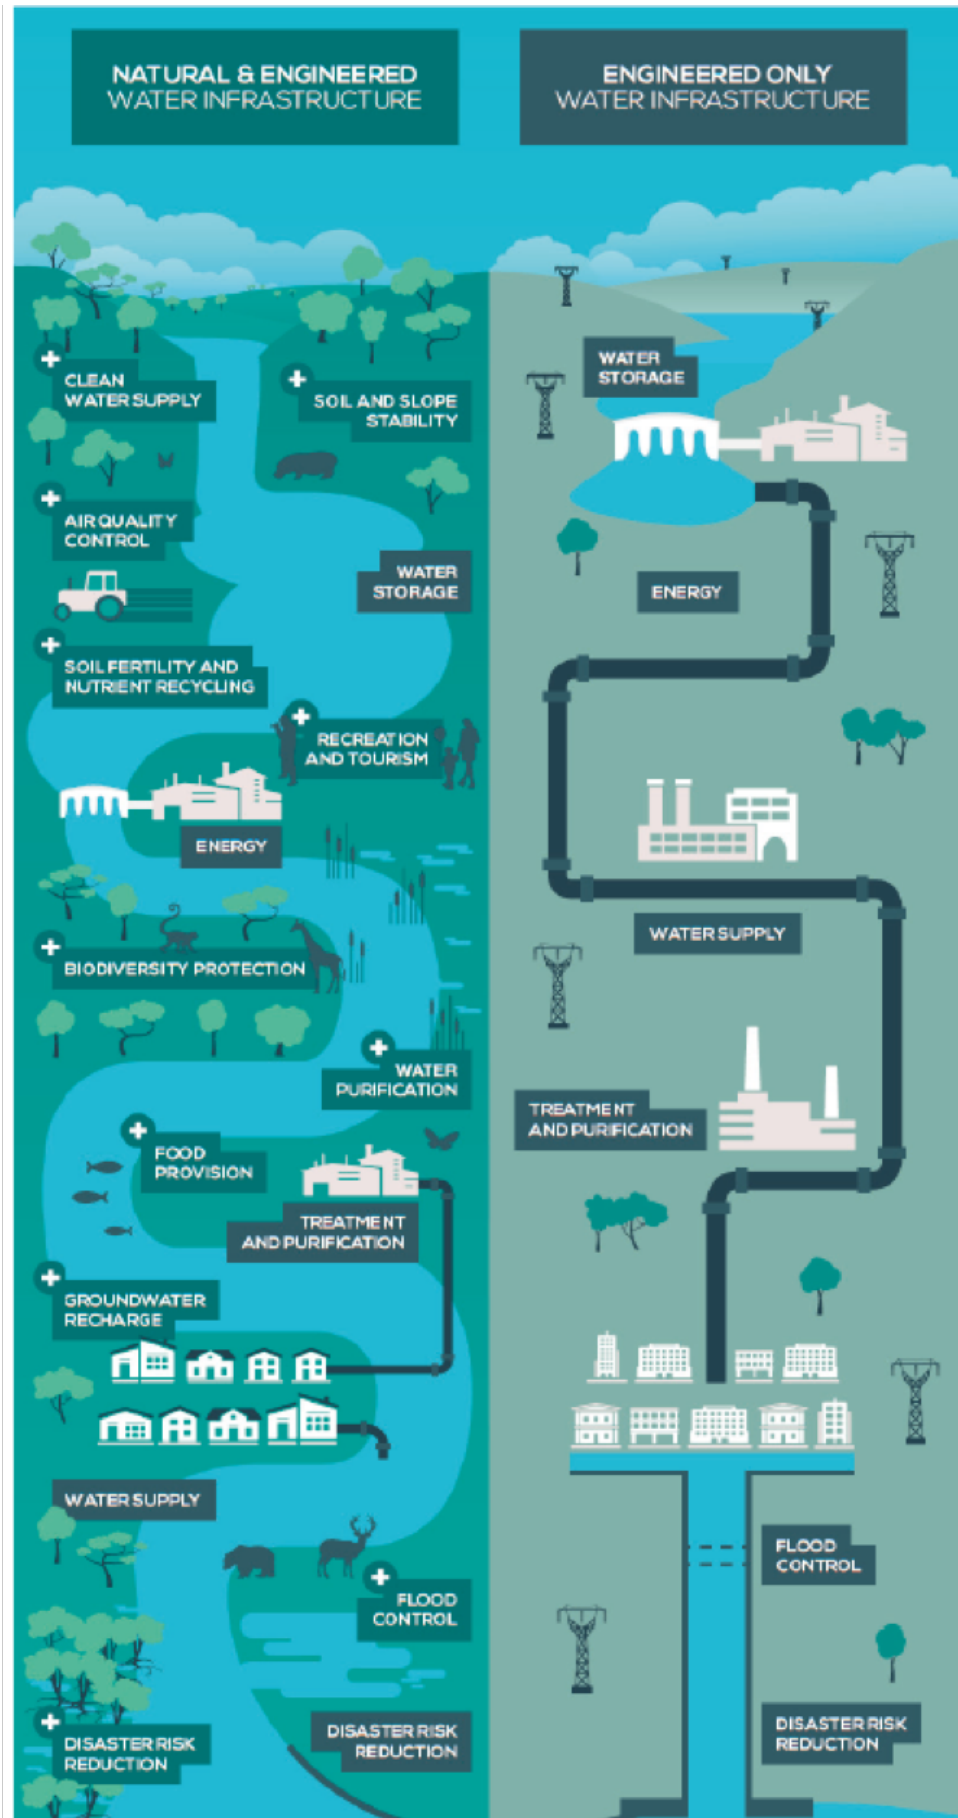 NATURAL & ENGINEERED
WATER INFRASTRUCTURE
CLEAN
WATER SUPPLY
SOIL AND SLOPE
STABILITY
AIR QUALITY
CONTROL
WATER
STORAGE
SOIL FERTILITY AND
NUTRIENT RECYCLING
RECREATION
AND TOURISM
ENERGY
BIODIVERSITY PROTECTION
WATER
PURIFICATION
FOOD
PROVISION
TREATMENT
AND PURIFICATION
GROUNDWATER
RECHARGE
WATER SUPPLY
FLOOD
CONTROL
DISASTER RISK
REDUCTION
DISASTER RISK
REDUCTION
ENGINEERED ONLY
WATER INFRASTRUCTURE
WATER
STORAGE
ENERGY
WATER SUPPLY
TREATMENT
AND PURIFICATION
FLOOD
CONTROL
DISASTER RISK
REDUCTION